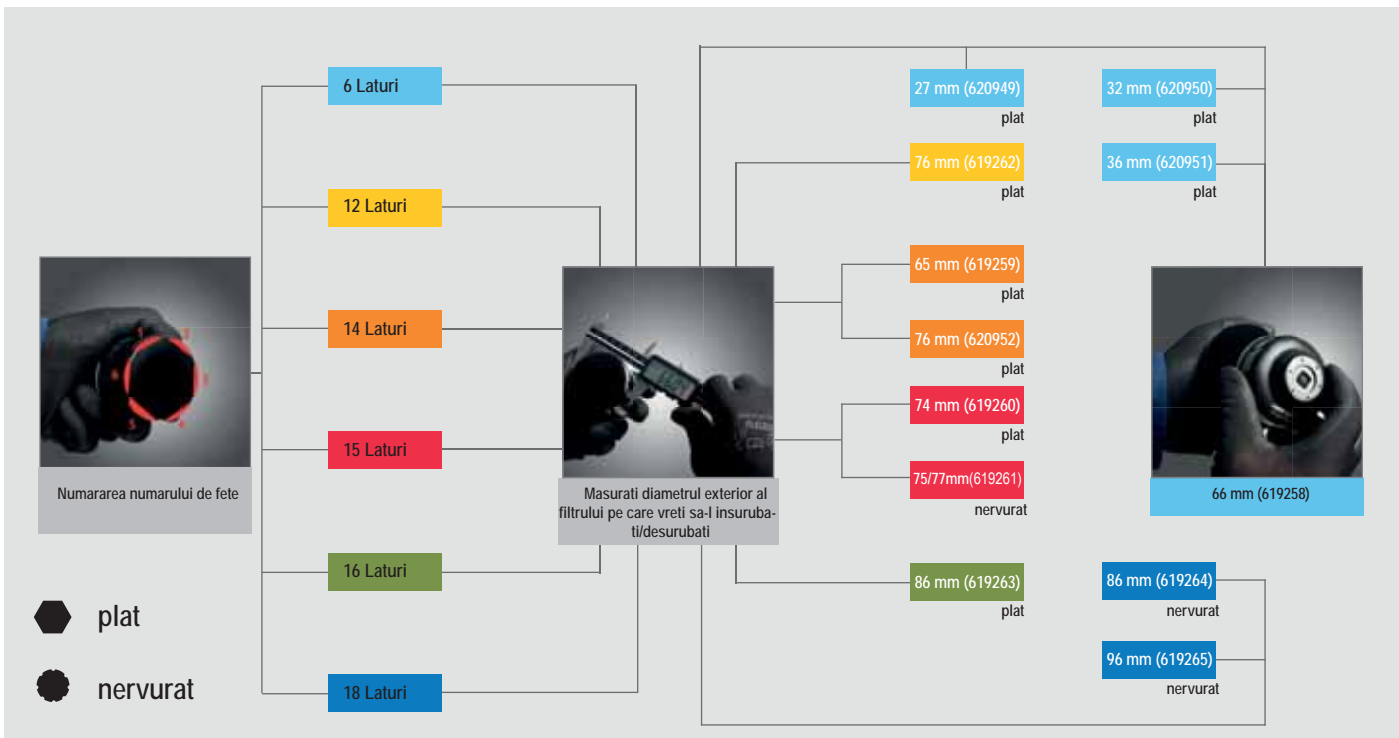 6 Laturi
12 Laturi
14 Laturi
15 Laturi
16 Laturi
18 Laturi
Numararea numarului de fete
plat
nervurat
Masurati diametrul exterior al
filtrului pe care vreti sa-l insuruba-
ti/desurubati
27 mm (620949)
plat
32 mm (620950)
plat
76 mm (619262)
plat
36 mm (620951)
plat
65 mm (619259)
plat
76 mm (620952)
plat
74 mm (619260)
plat
75/77mm(619261)
nervurat
66 mm (619258)
86 mm (619263)
plat
86 mm (619264)
nervurat
96 mm (619265)
nervurat